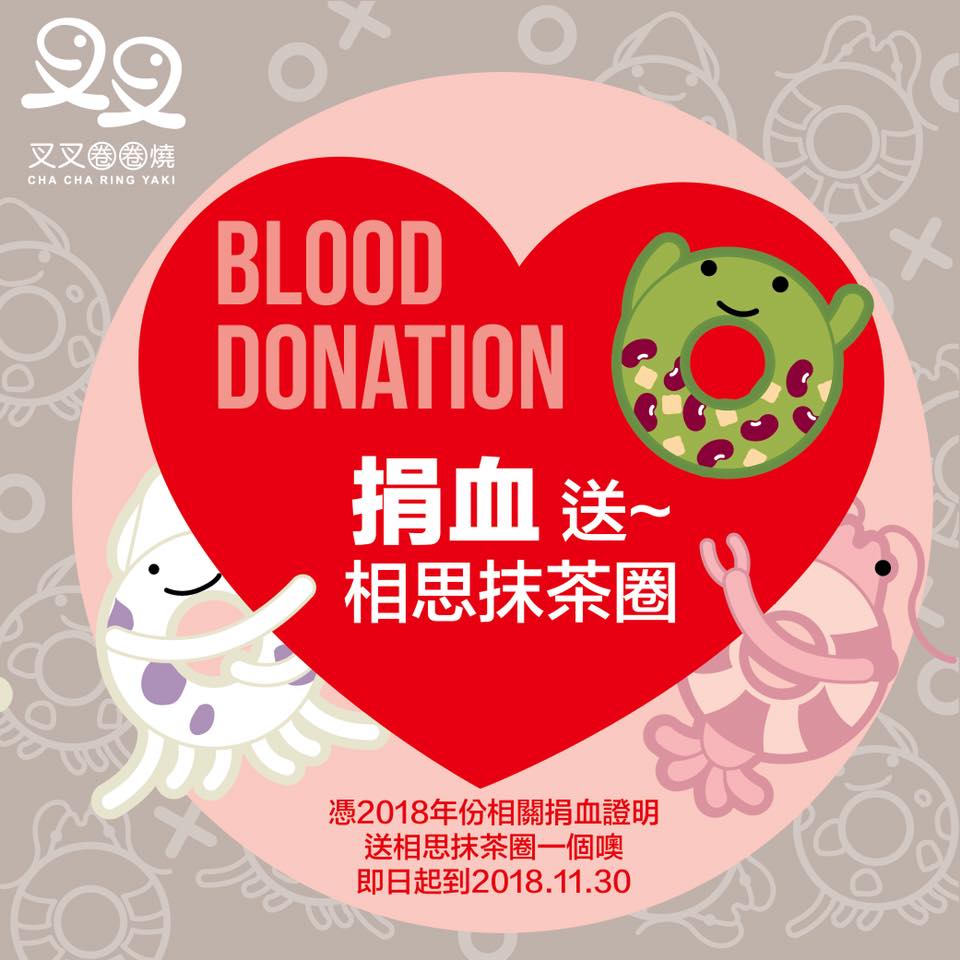 叉叉圈圈燒
CHA CHA RING YAKI
BLOOD
DONATION
捐血 送~
相思抹茶圈
憑2018年份相關捐血證明
送相思抹茶圈一個噢
即日起到2018.11.30